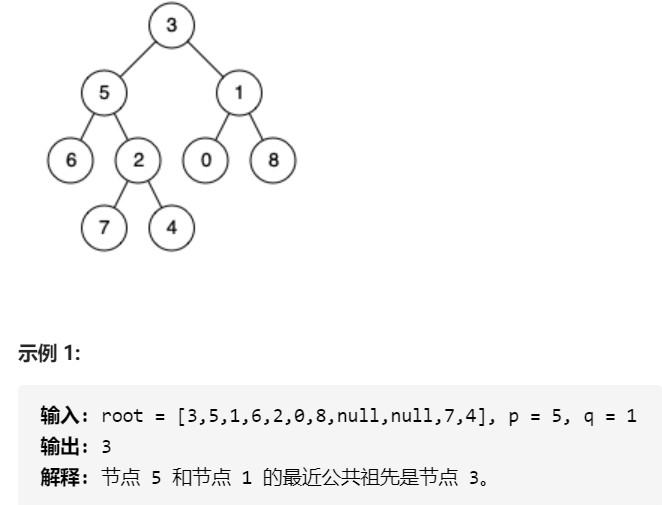 3
5 1
6 2 0 8
7 4
示例 1:
输入：root = [3,5,1,6,2,0,8,null,null,7,4], p = 5, q = 1
输出：3
解释：节点 5 和节点 1 的最近公共祖先是节点 3。